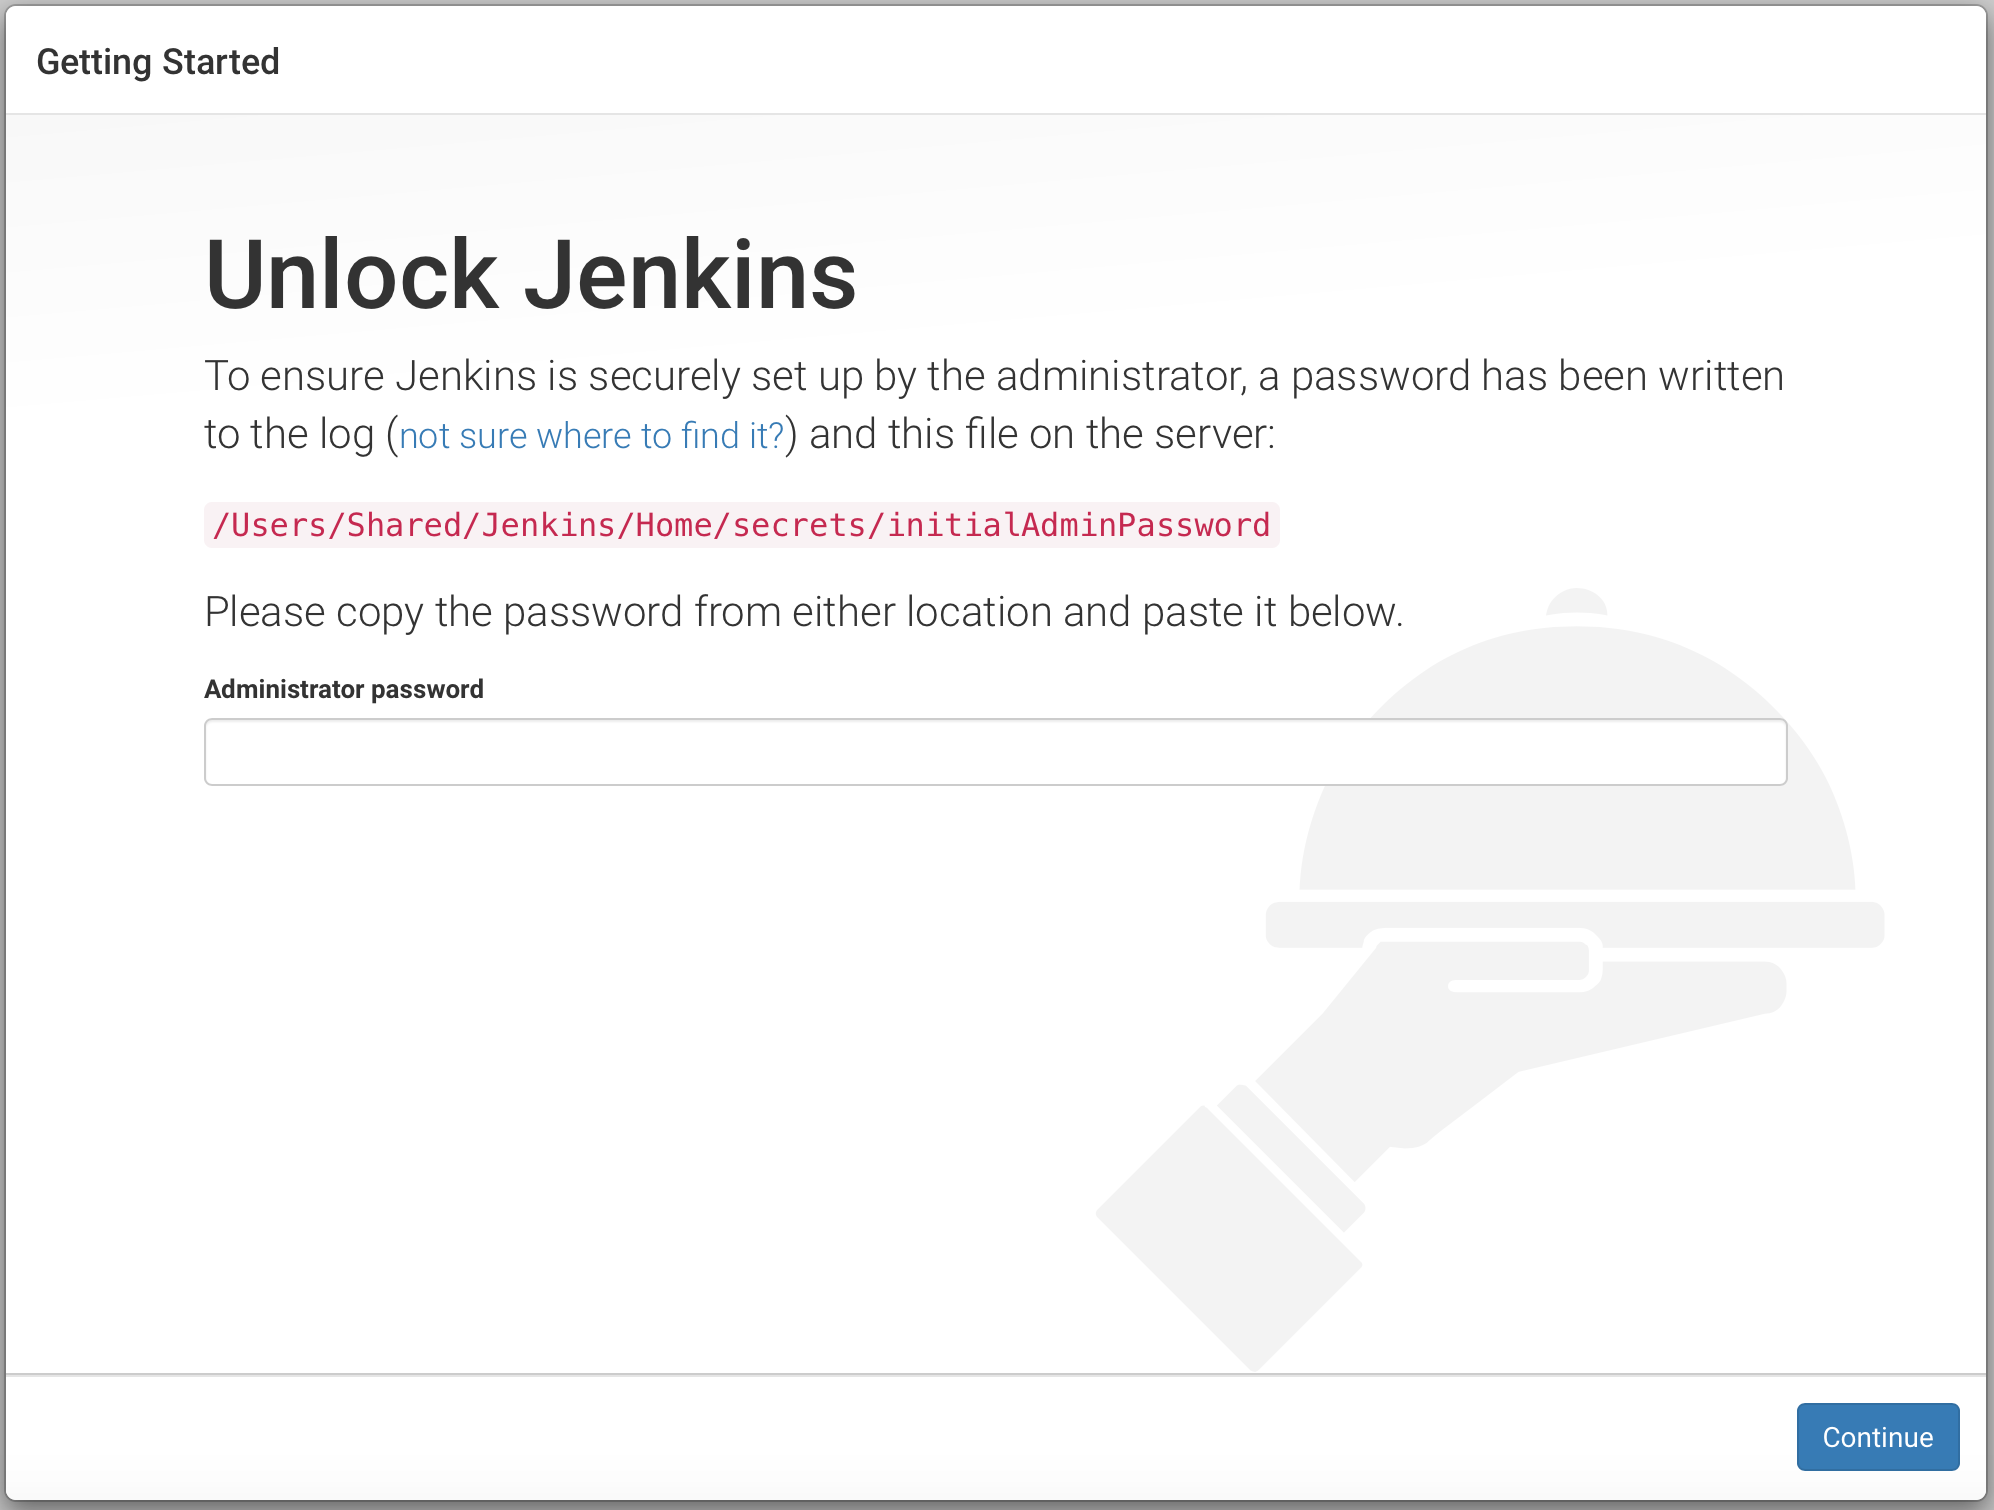 Getting Started
Unlock Jenkins
To ensure Jenkins is securely set up by the administrator, a password has been written
to the log (not sure where to find it?) and this file on the server:
/Users/Shared/Jenkins/Home/secrets/initialAdminPassword
Please copy the password from either location and paste it below.
Administrator password
Continue